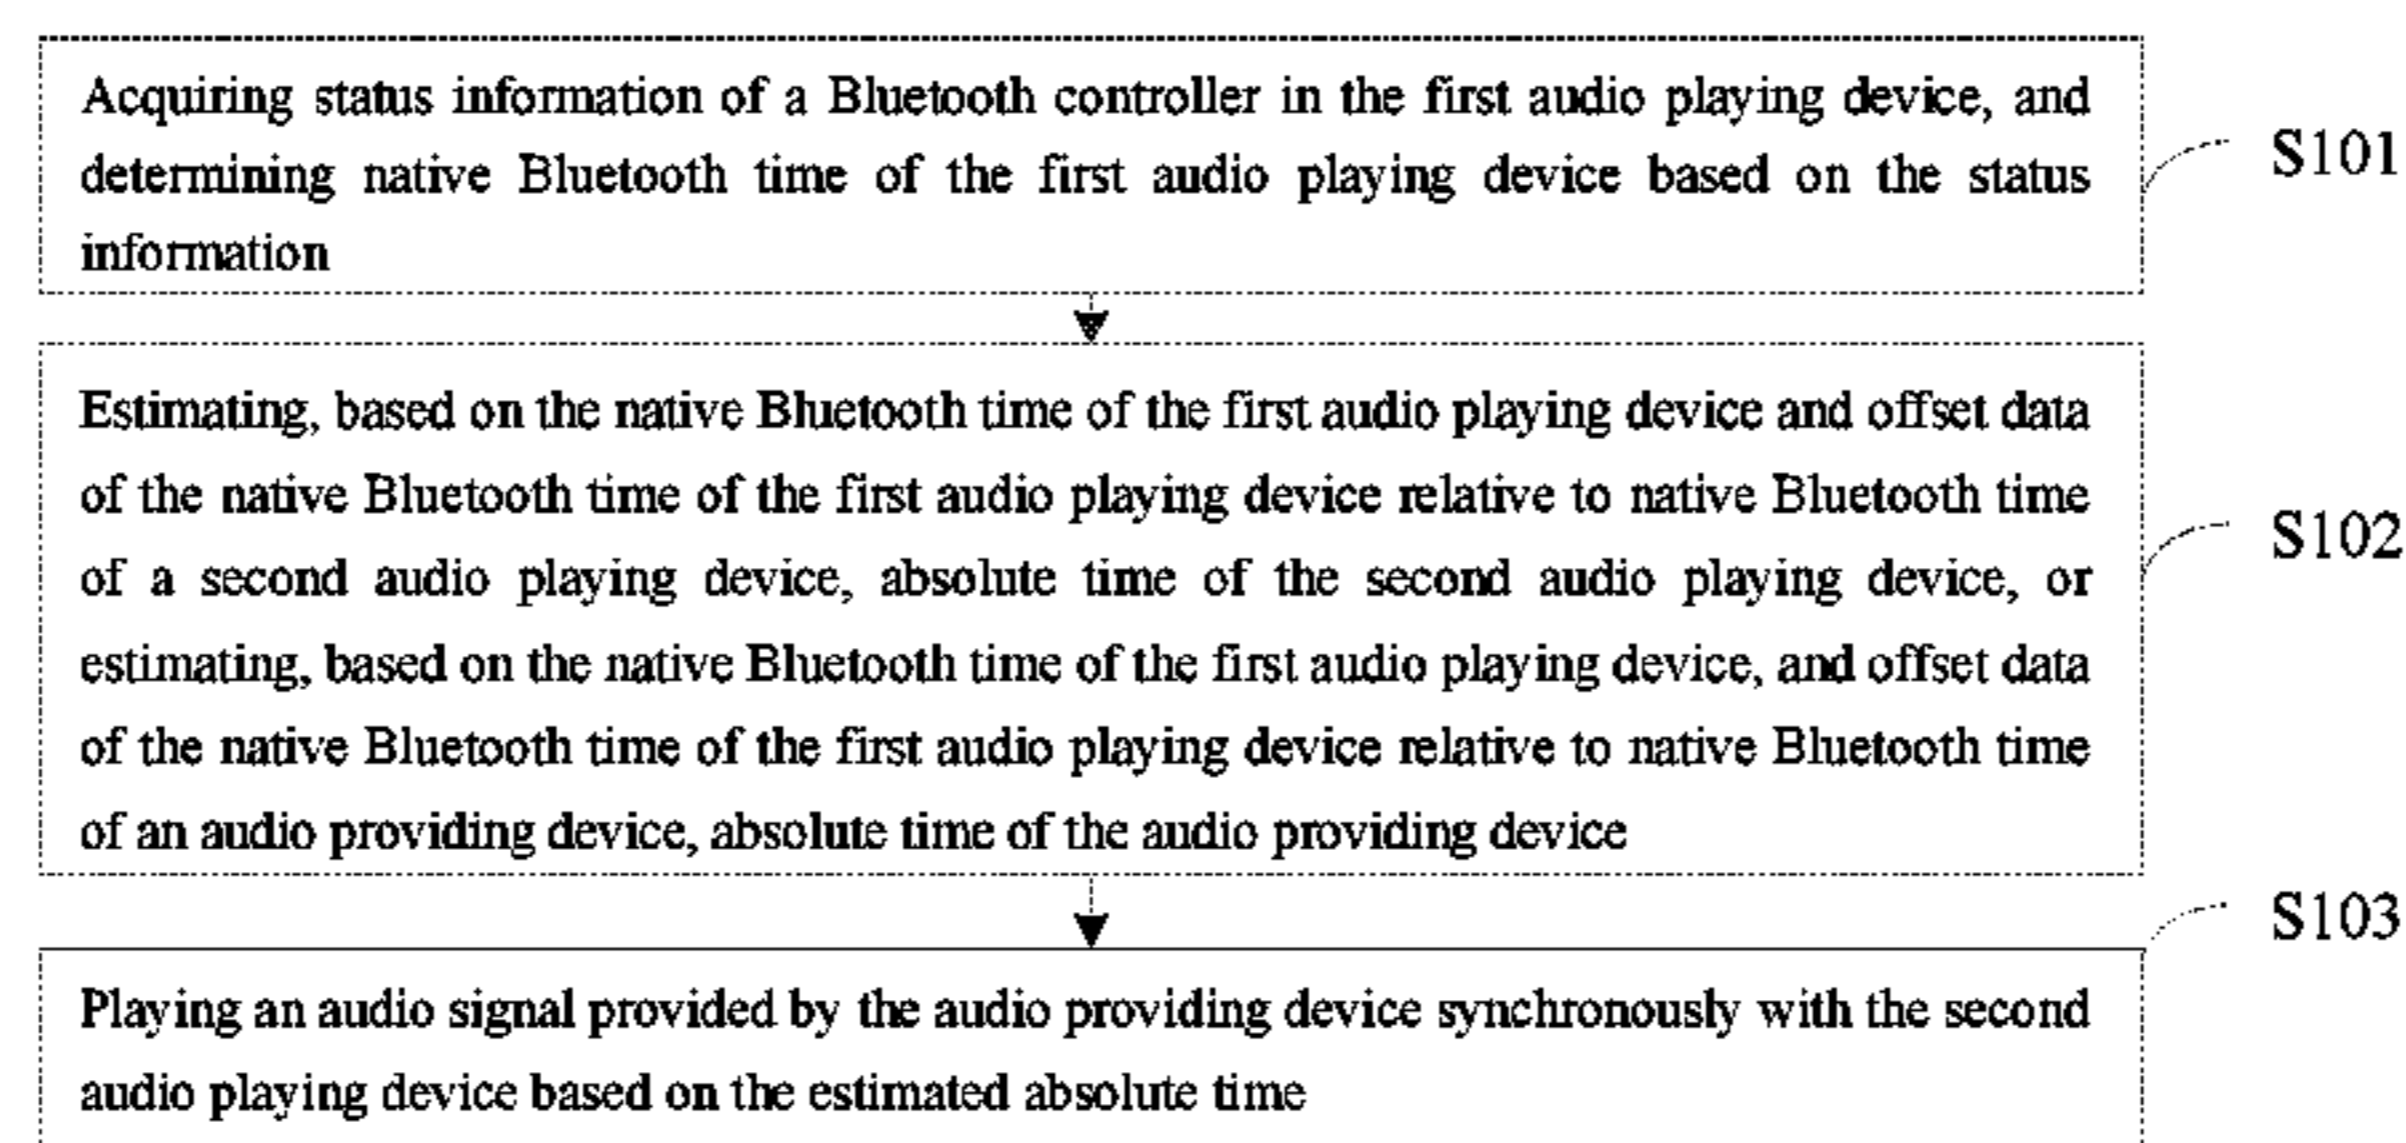 Acquiring status information of a Bluetooth controller in the first audio playing device, and
determining native Bluetooth time of the first audio playing device based on the status
information
S101
Estimating, based on the native Bluetooth time of the first audio playing device and offset data
of the native Bluetooth time of the first audio playing device relative to native Bluetooth time
of a second audio playing device, absolute time of the second audio playing device, or
estimating, based on the native Bluetooth time of the first audio playing device, and offset data
of the native Bluetooth time of the first audio playing device relative to native Bluetooth time
of an audio providing device, absolute time of the audio providing device
S102
S103
Playing an audio signal provided by the audio providing device synchronously with the second
audio playing device based on the estimated absolute time